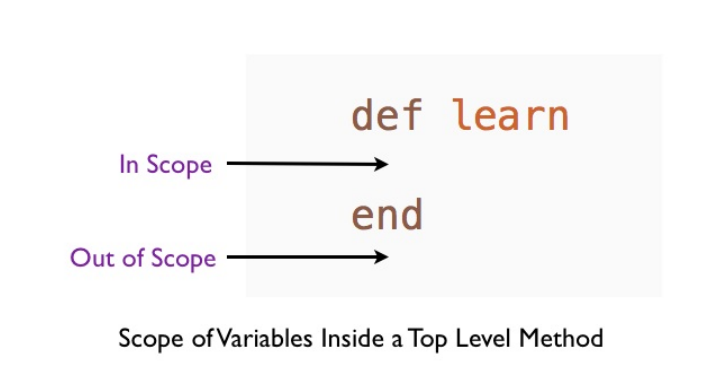 def learn
In Scope
end
Out of Scope
Scope of Variables Inside a Top Level Method